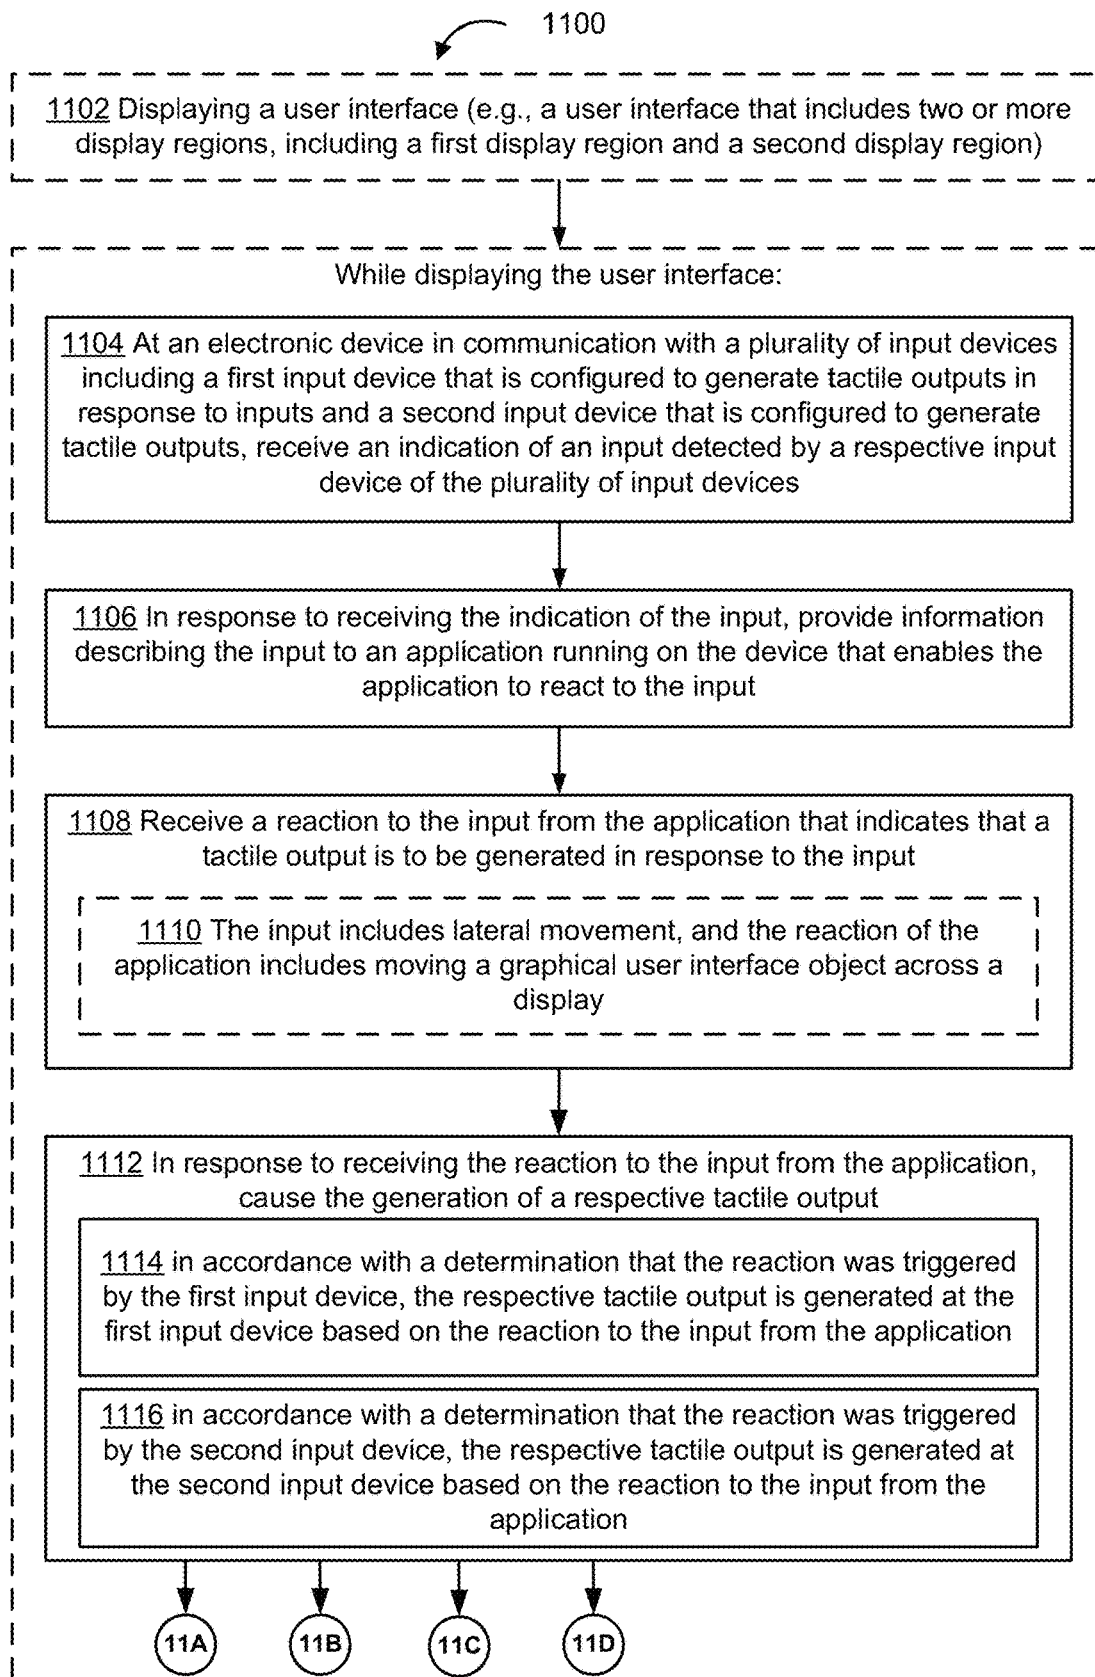 1100
1102 Displaying a user interface (e.g., a user interface that includes two or more
display regions, including a first display region and a second display region)
While displaying the user interface:
1104 At an electronic device in communication with a plurality of input devices
including a first input device that is configured to generate tactile outputs in
response to inputs and a second input device that is configured to generate
tactile outputs, receive an indication of an input detected by a respective input
device of the plurality of input devices
1106 In response to receiving the indication of the input, provide information
describing the input to an application running on the device that enables the
application to react to the input
1108 Receive a reaction to the input from the application that indicates that a
tactile output is to be generated in response to the input
1110 The input includes lateral movement, and the reaction of the
application includes moving a graphical user interface object across a
display
1112 In response to receiving the reaction to the input from the application,
cause the generation of a respective tactile output
1114 in accordance with a determination that the reaction was triggered
by the first input device, the respective tactile output is generated at the
first input device based on the reaction to the input from the application
1116 in accordance with a determination that the reaction was triggered
by the second input device, the respective tactile output is generated at
the second input device based on the reaction to the input from the
application
11A 11B 11C 11D